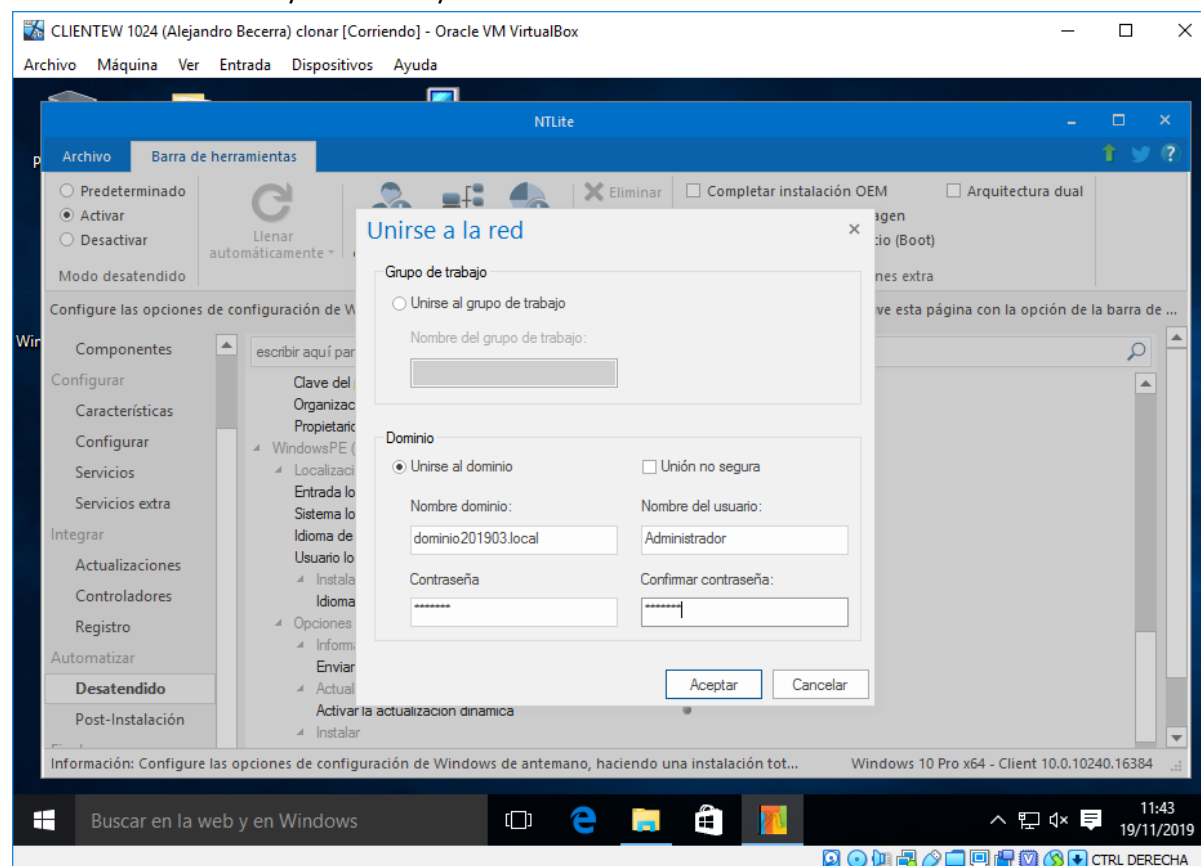 CLIENTEW 1024 (Alejandro Becerra) clonar [Corriendo] - Oracle VM VirtualBox
Archivo Máquina Ver Entrada Dispositivos Ayuda
NTLite
Archivo Barra de herramientas
Predeterminado
Activar
Desactivar
Modo desatendido
Llenar
automáticamente
Eliminar
Completar instalación OEM
Arquitectura dual
agen
cio (Boot)
nes extra
Configure las opciones de configuración de W
ve esta página con la opción de la barra de ...
Unirse a la red
Grupo de trabajo
Unirse al grupo de trabajo
Nombre del grupo de trabajo:
Dominio
Unirse al dominio
Unión no segura
Nombre dominio:
Nombre del usuario:
dominio201903.local
Administrador
Contraseña
Confirmar contraseña:
*******
*******
Aceptar
Cancelar
Win
Componentes
Configurar
Características
Configurar
Servicios
Servicios extra
Integrar
Actualizaciones
Controladores
Registro
Automatizar
Desatendido
Post-Instalación
escribir aquí par
Clave del
Organizac
Propietario
WindowsPE (
Localizaci
Entrada lo
Sistema lo
Idioma de
Usuario lo
Instala
Idioma
Opciones
Inform
Enviar
Actual
Activar la actualización dinámica
Instalar
Información: Configure las opciones de configuración de Windows de antemano, haciendo una instalación tot...
Windows 10 Pro x64 - Client 10.0.10240.16384
Buscar en la web y en Windows
11:43
19/11/2019
CTRL DERECHA